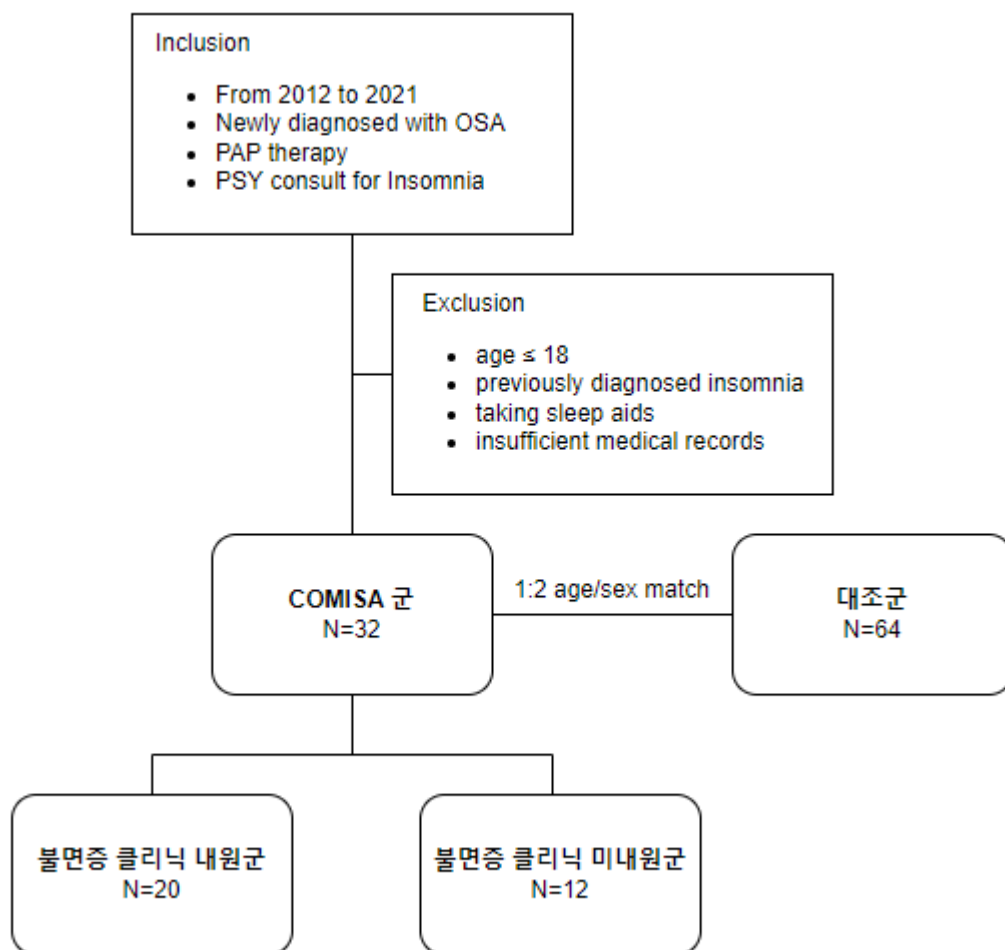 Inclusion
• From 2012 to 2021
• Newly diagnosed with OSA
• PAP therapy
• PSY consult for Insomnia
Exclusion
• age ≤ 18
• previously diagnosed insomnia
• taking sleep aids
• insufficient medical records
COMISA 군
N=32
1:2 age/sex match
대조군
N=64
불면증 클리닉 내원군
N=20
불면증 클리닉 미내원군
N=12